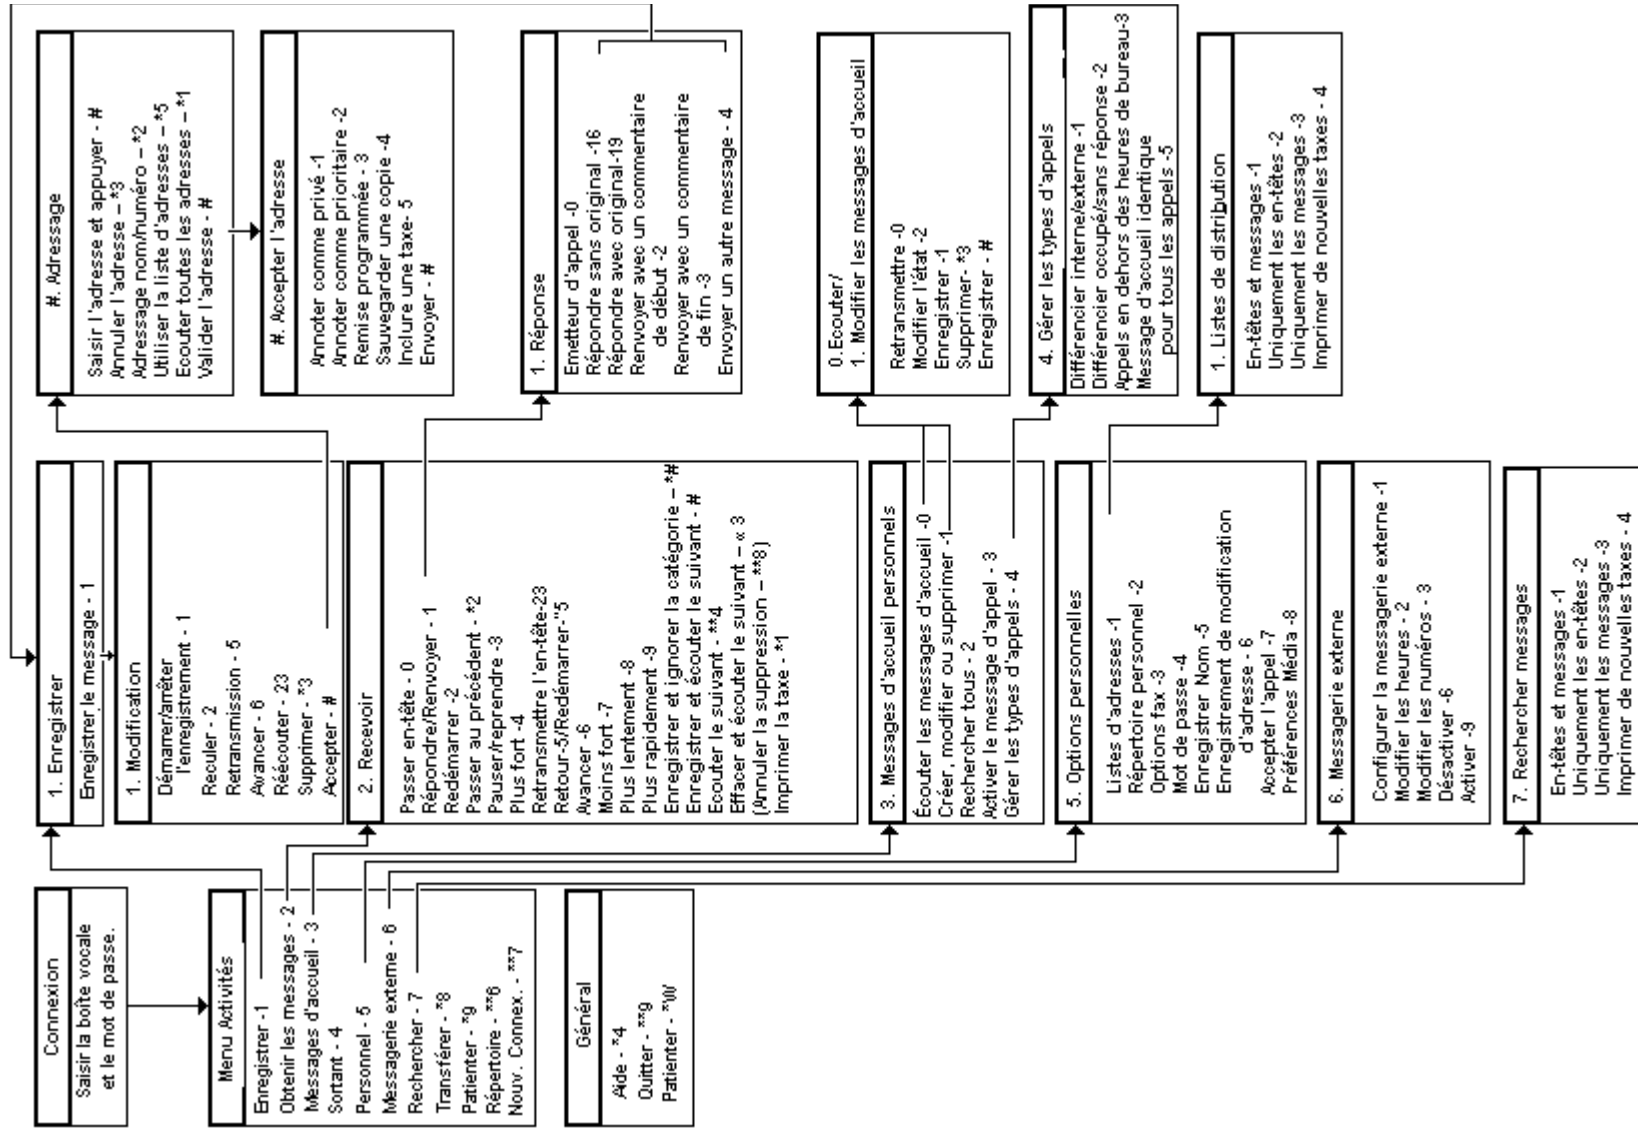 Connexion
Saisir la boîte vocale
et le mot de passe.
Menu Activités
Enregistrer -1
Obtenir les messages - 2
Messages d'accueil - 3
Sortant - 4
Personnel - 5
Messagerie externe - 6
Rechercher - 7
Transférer - *8
Patienter - *9
Répertoire - **6
Nouv. Connex. - **7
Général
Aide - *4
Quitter - **9
1. Enregistrer
Enregistrer le message - 1
1. Modification
Démarrer/arrêter
l'enregistrement - 1
Reculer - 2
Retransmission - 5
Avancer - 6
Réécouter - 23
Supprimer - *3
Accepter - #
2. Recevoir
Passer en-tête - 0
Répondre/Renvoyer - 1
Redémarrer -2
Passer au précédent - *2
Pauser/reprendre -3
Plus fort -4
Retransmettre l'en-tête-23
Retour-5/Redémarrer-"5
Avancer -6
Moins fort -7
Plus lentement -8
Plus rapidement -9
Enregistrer et ignorer la catégorie – *#
Enregistrer et écouter le suivant - #
Ecouter le suivant - **4
Effacer et écouter le suivant – « 3
(Annuler la suppression – **8)
Imprimer la taxe - *1
3. Messages d'accueil personnels
Écouter les messages d'accueil -0
Créer, modifier ou supprimer -1
Rechercher tous - 2
Activer le message d'appel - 3
Gérer les types d'appels - 4
5. Options personnelles
Listes d'adresses -1
Répertoire personnel -2
Options fax -3
Mot de passe -4
Enregistrer Nom -5
Enregistrement de modification
d'adresse - 6
Accepter l'appel -7
Préférences Média -8
6. Messagerie externe
Configurer la messagerie externe -1
Modifier les heures - 2
Modifier les numéros - 3
Désactiver -6
Activer -9
7. Rechercher messages
En-têtes et messages -1
Uniquement les en-têtes -2
Uniquement les messages -3
Imprimer de nouvelles taxes - 4
#. Adressage
Saisir l'adresse et appuyer - #
Annuler l'adresse – *3
Adressage nom/numéro – *2
Utiliser la liste d'adresses – *5
Ecouter toutes les adresses – *1
Valider l'adresse - #
#. Accepter l'adresse
Annoter comme privé -1
Annoter comme prioritaire -2
Remise programmée - 3
Sauvegarder une copie -4
Inclure une taxe- 5
Envoyer - #
1. Réponse
Emetteur d'appel -0
Répondre sans original -16
Répondre avec original-19
Renvoyer avec un commentaire
de début -2
Renvoyer avec un commentaire
de fin -3
Envoyer un autre message - 4
0.Ecouter/
1. Modifier les messages d'accueil
Retransmettre -0
Modifier l'état -2
Enregistrer -1
Supprimer- *3
Enregistrer - #
4. Gérer les types d'appels
Différencier interne/externe -1
Différencier occupé/sans réponse -2
Appels en dehors des heures de bureau-3
Message d'accueil identique
pour tous les appels -5
1. Listes de distribution
En-têtes et messages -1
Uniquement les en-têtes -2
Uniquement les messages -3
Imprimer de nouvelles taxes - 4
Patienter -